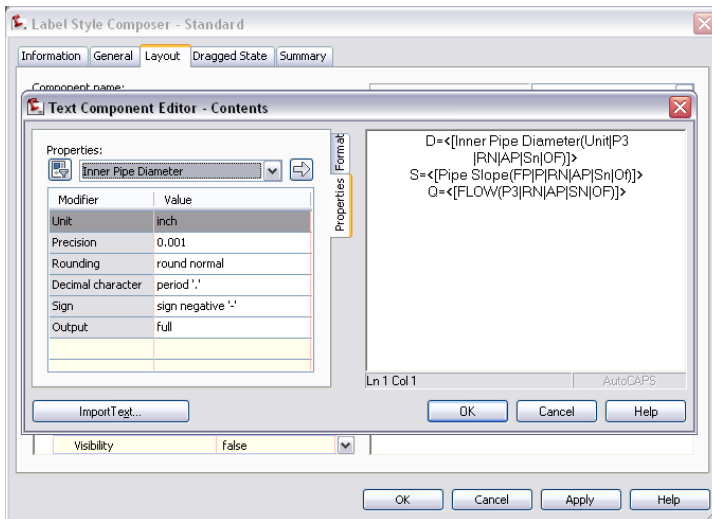 Label Style Composer - Standard
Information General Layout Dragged State Summary
Component name:
Text Component Editor - Contents
Properties:
Inner Pipe Diameter
Modifier Value
Unit inch
Precision 0.001
Rounding round normal
Decimal character period '.'
Sign sign negative '-'
Output full
Format
Properties
D=<[Inner Pipe Diameter(Unit|P3
|RN|AP|Sn|OF)]>
S=<[Pipe Slope(FP|P|RN|AP|Sn|Of)]>
Q=<[FLOW(P3|RN|AP|SN|OF)]>
Ln 1 Col 1 AutoCAPS
ImportText... OK Cancel Help
Visibility false
OK Cancel Apply Help